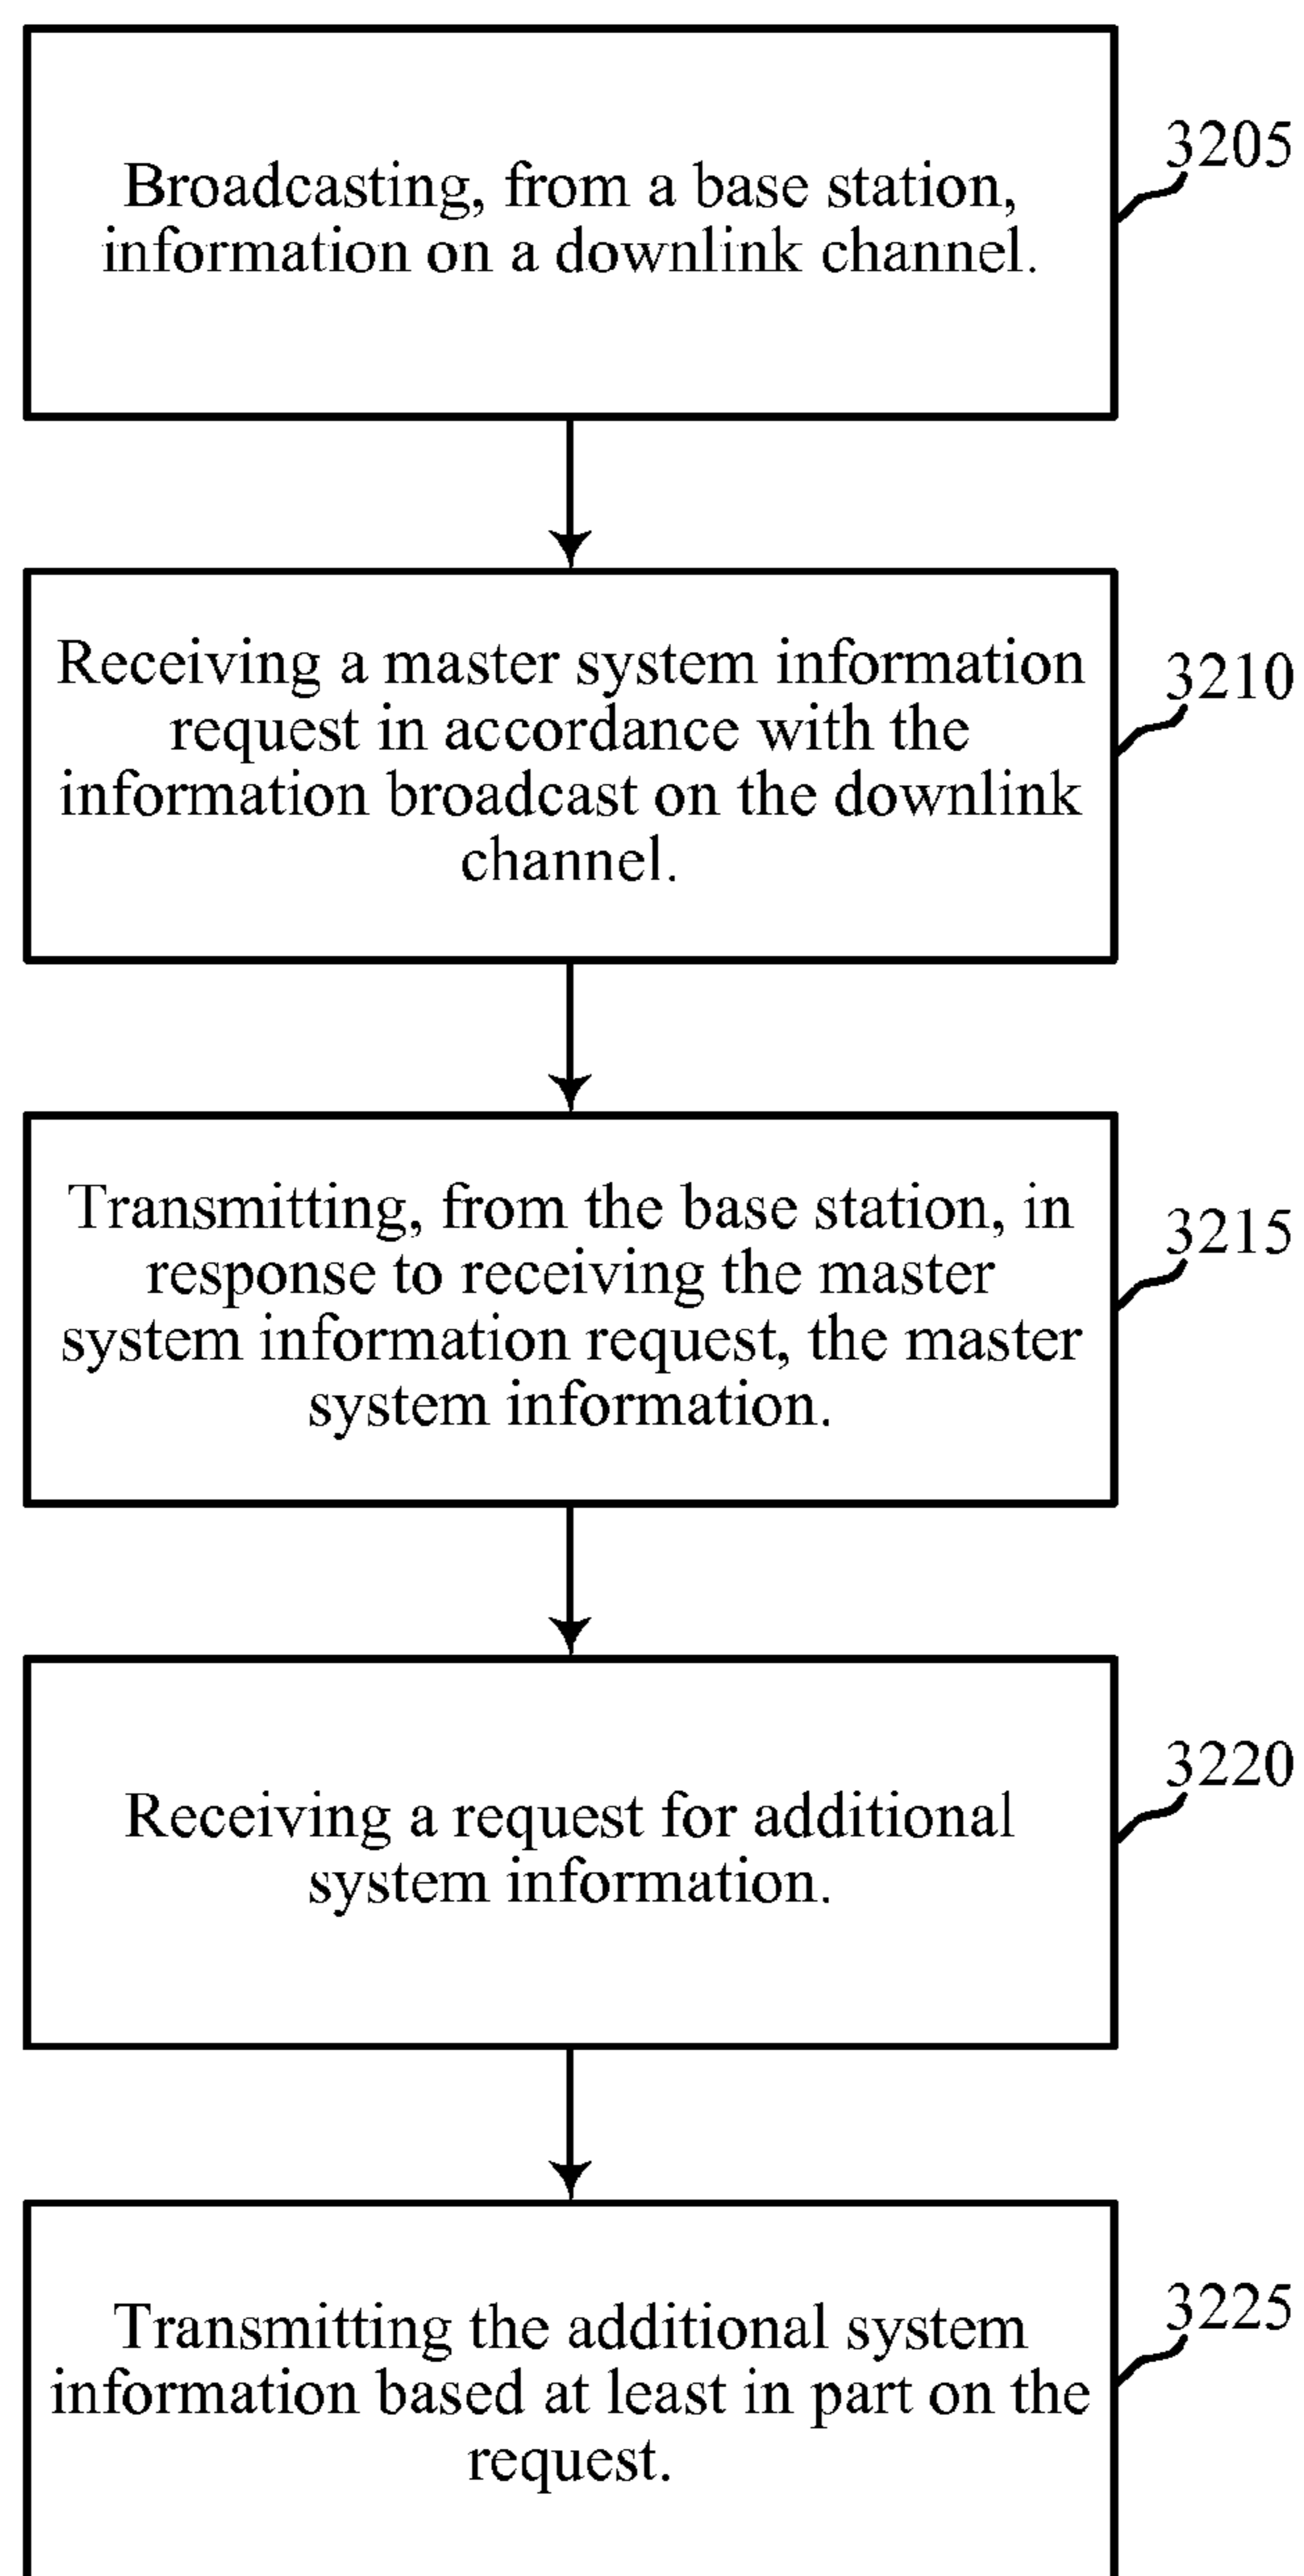 Broadcasting, from a base station,
information on a downlink channel.
3205
Receiving a master system information
request in accordance with the
information broadcast on the downlink
channel.
3210
Transmitting, from the base station, in
response to receiving the master
system information request, the master
system information.
3215
Receiving a request for additional
system information.
3220
Transmitting the additional system
information based at least in part on the
request.
3225